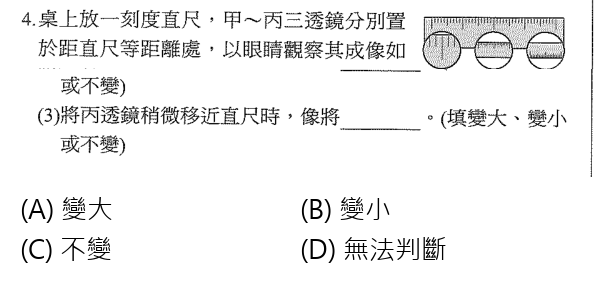 4.桌上放一刻度直尺，甲～丙三透鏡分別置
於距直尺等距離處，以眼睛觀察其成像如
或不變)
(3)將丙透鏡稍微移近直尺時，像將______。(填變大、變小
或不變)
(A) 變大
(B) 變小
(C) 不變
(D) 無法判斷